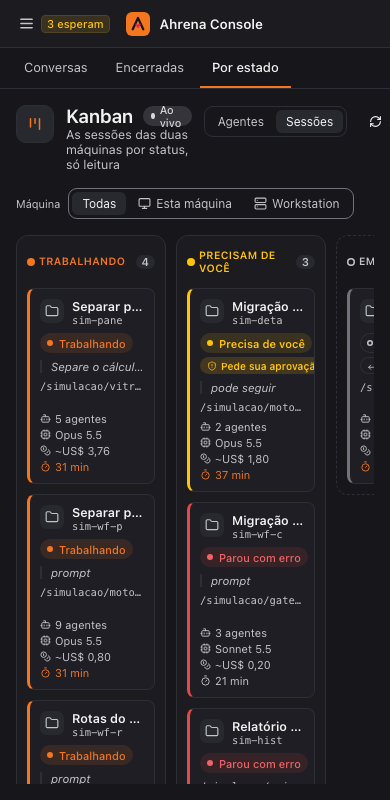 3 esperam
Ahrena Console
Conversas
Encerradas
Por estado
Kanban
Ao vivo
As sessões das duas
máquinas por status,
só leitura
Agentes
Sessões
Máquina
Todas
Esta máquina
Workstation
TRABALHANDO
4
Separar p...
sim-pane
Trabalhando
Separe o cálcul...
/simulacao/vitr...
5 agentes
Opus 5.5
~US$ 3,76
31 min
Separar p...
sim-wf-p
Trabalhando
prompt
/simulacao/moto...
9 agentes
Opus 5.5
~US$ 0,80
31 min
Rotas do ...
sim-wf-r
Trabalhando
prompt
PRECISAM DE
VOCÊ
3
Migração ...
sim-deta
Precisa de você
Pede sua aprovaçã
pode seguir
/simulacao/moto...
2 agentes
Opus 5.5
~US$ 1,80
37 min
Migração ...
sim-wf-c
Parou com erro
prompt
/simulacao/gate...
3 agentes
Sonnet 5.5
~US$ 0,20
21 min
Relatório ...
sim-hist
Parou com erro
EM
/s